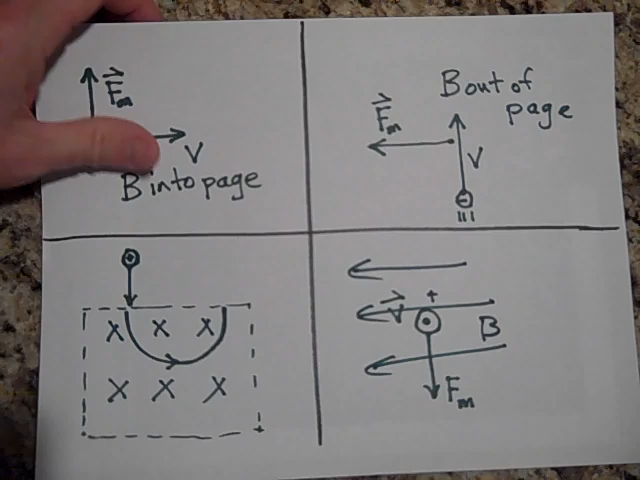 F⃗m
V
B into page
B out of
page
F⃗m
V
X X X
X X X
V⃗ +
B
Fm